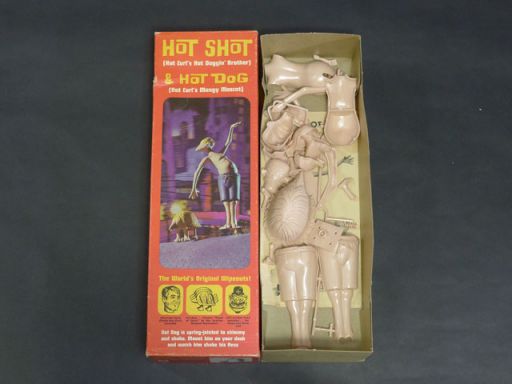 HOT SHOT
(Hot Curl's Hot Doggin' Brother)
& HOT DOG
(Hot Curl's Mangy Mascot)
The World's Original Wipeouts!
Hot Dog is spring-jointed to shimmy
and shake. Mount him on your dash
and watch him shake his fleas
OF